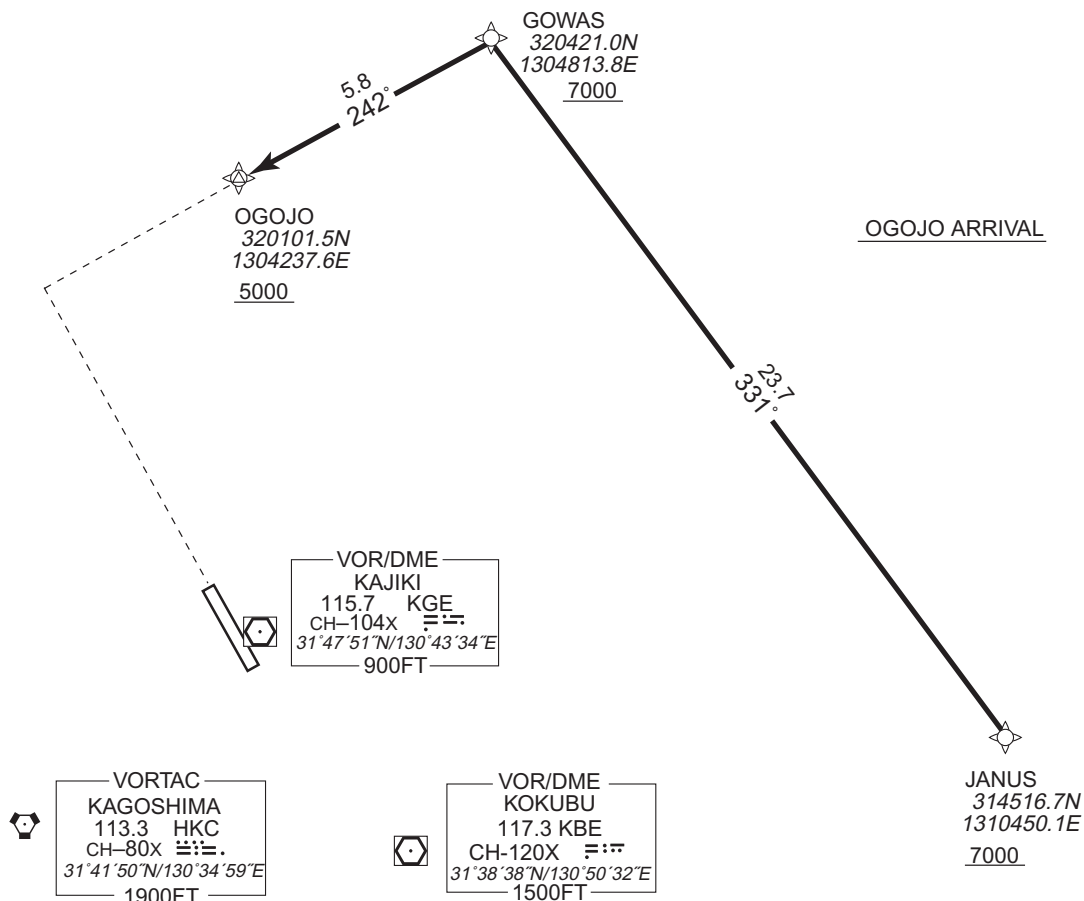 GOWAS
320421.0N
1304813.8E
7000
5.8
242°
OGOJO
320101.5N
1304237.6E
5000
OGOJO ARRIVAL
23.7
331°
VOR/DME
KAJIKI
115.7 KGE
CH–104X
31°47´51˝N/130°43´34˝E
900FT
JANUS
314516.7N
1310450.1E
7000
VORTAC
KAGOSHIMA
113.3 HKC
CH–80X
31°41´50˝N/130°34´59˝E
1900FT
VOR/DME
KOKUBU
117.3 KBE
CH-120X
31°38´38˝N/130°50´32˝E
1500FT